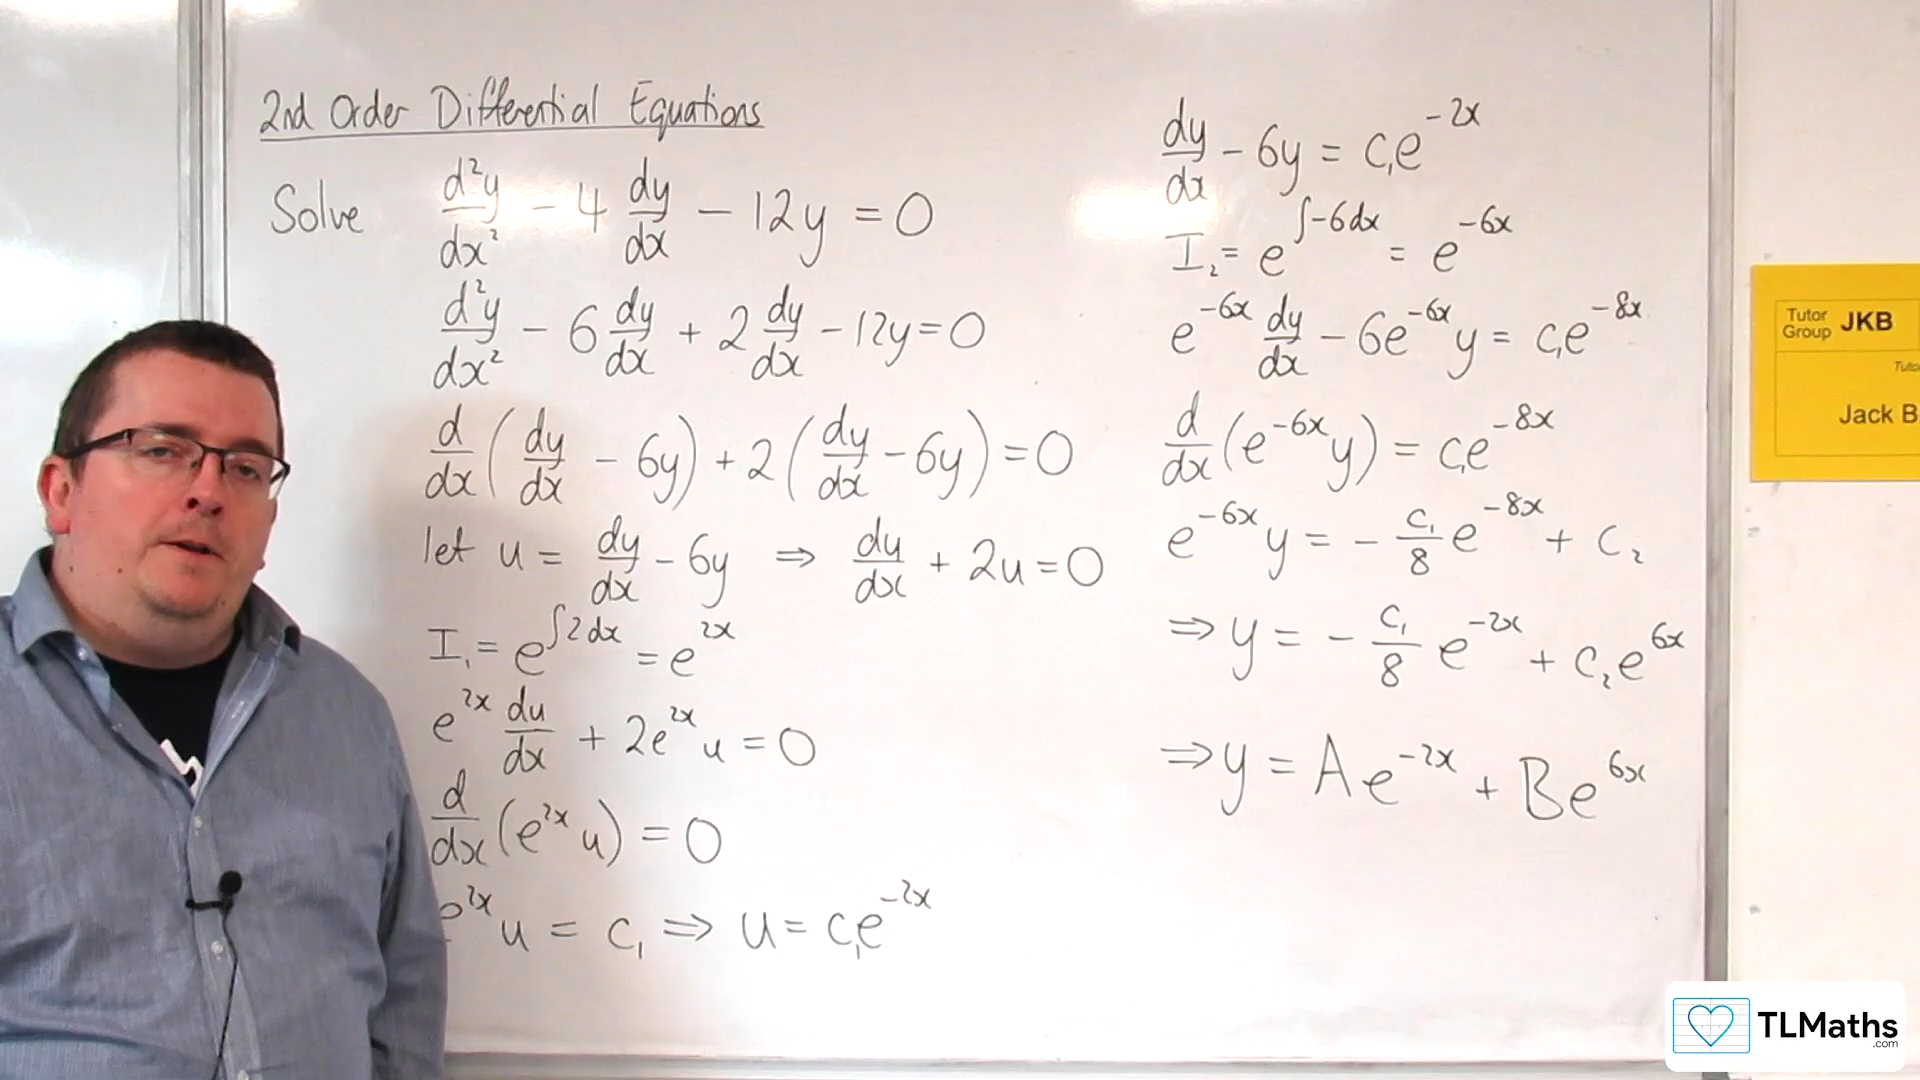 2nd Order Differential Equations
Solve d²y/dx² - 4 dy/dx - 12y = 0
d²y/dx² - 6 dy/dx + 2 dy/dx - 12y = 0
d/dx (dy/dx - 6y) + 2 (dy/dx - 6y) = 0
let u = dy/dx - 6y ⇒ du/dx + 2u = 0
I₁ = e^∫2dx = e^2x
e^2x du/dx + 2e^2x u = 0
d/dx (e^2x u) = 0
e^2x u = c₁ ⇒ u = c₁e^-2x
dy/dx - 6y = c₁e^-2x
I₂ = e^∫-6dx = e^-6x
e^-6x dy/dx - 6e^-6x y = c₁e^-8x
d/dx (e^-6x y) = c₁e^-8x
e^-6x y = - c₁/8 e^-8x + c₂
⇒ y = - c₁/8 e^-2x + c₂e^6x
⇒ y = Ae^-2x + Be^6x
Tutor Group JKB
Jack B
TLMaths
.com